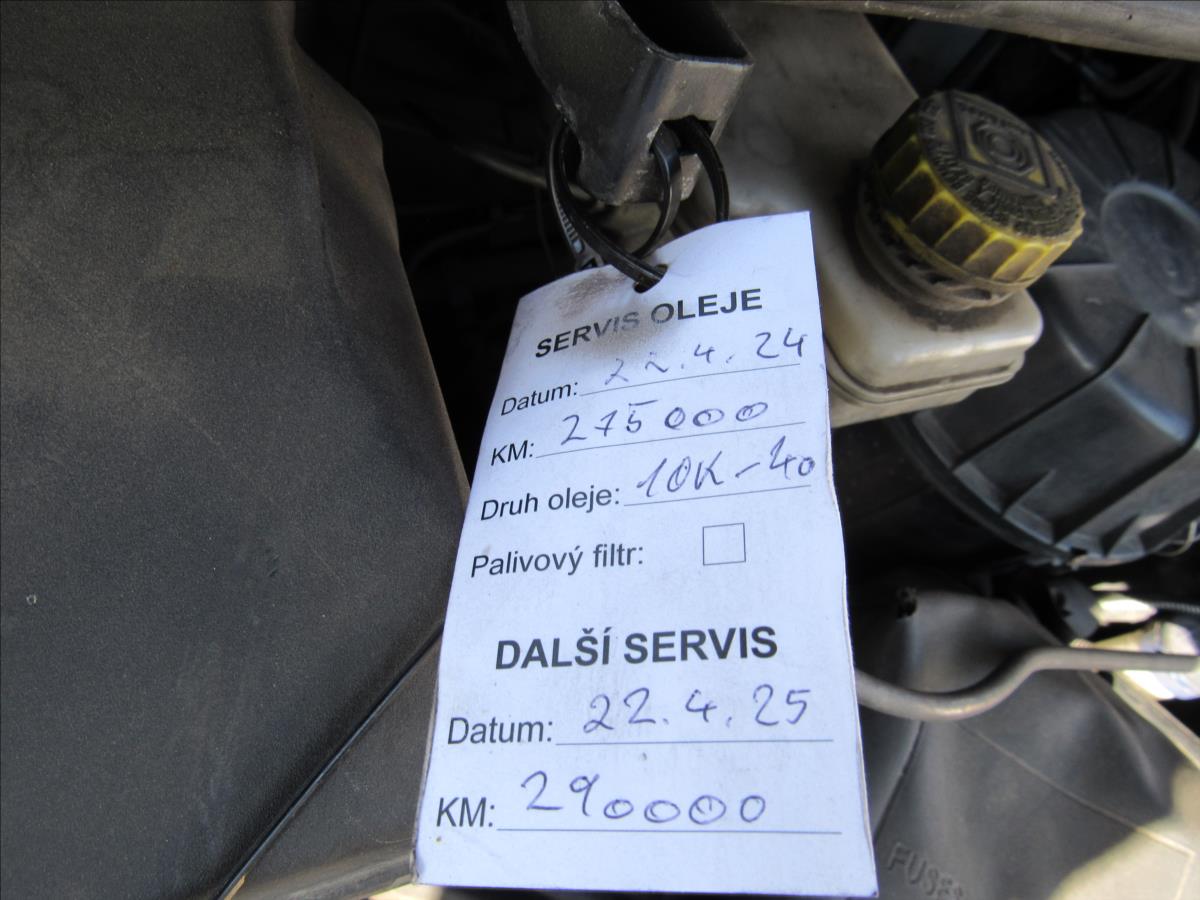 SERVIS OLEJE
Datum: 22.4.24
KM: 275000
Druh oleje: 10K-40
Palivový filtr:
DALŠÍ SERVIS
Datum: 22.4.25
KM: 290000
FUSE